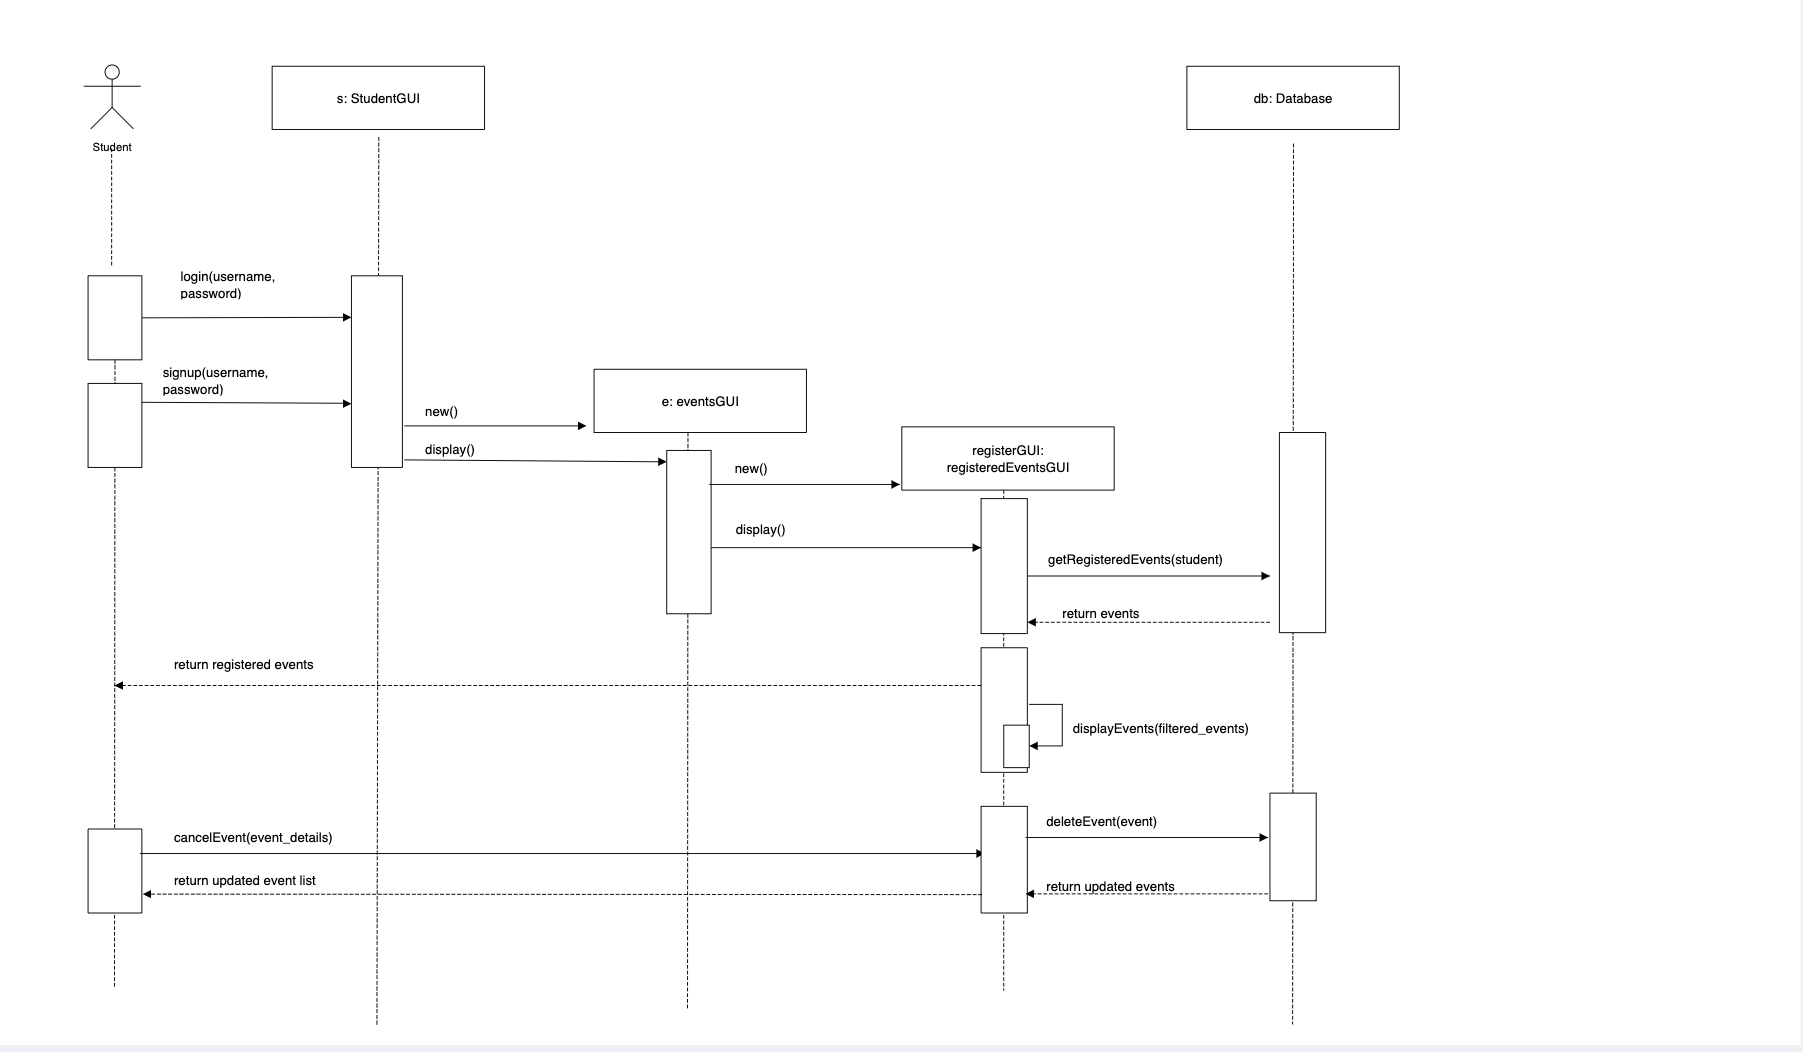 s: StudentGUI
db: Database
Student
login(username,
password)
signup(username,
password)
new()
e: eventsGUI
display()
new()
registerGUI:
registeredEventsGUI
display()
getRegisteredEvents(student)
return events
return registered events
displayEvents(filtered_events)
cancelEvent(event_details)
deleteEvent(event)
return updated event list
return updated events